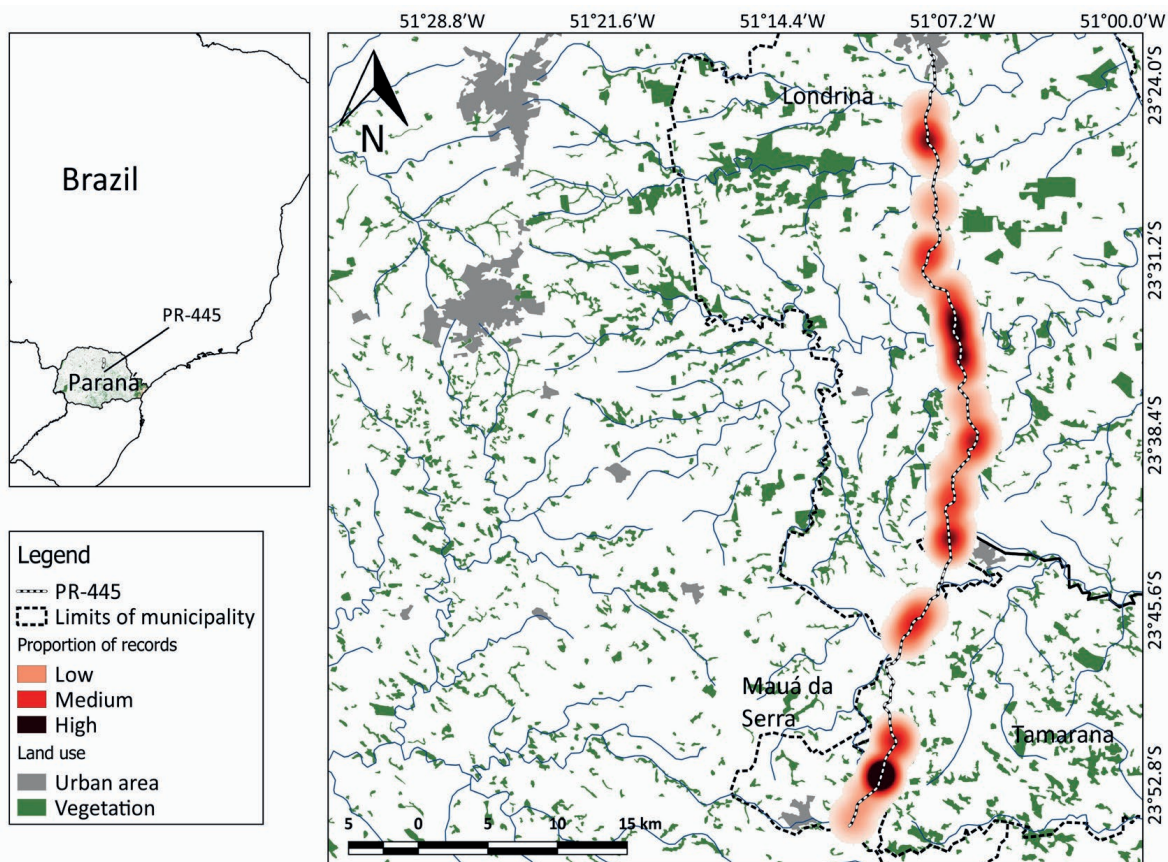 51°28.8'W 51°21.6'W 51°14.4'W 51°07.2'W 51°00.0'W
Brazil
PR-445
Parana
N
Londrina
Mauá da
Serra
Tamarana
23°24.0'S
23°31.2'S
23°38.4'S
23°45.6'S
23°52.8'S
5 0 5 10 15 km
Legend
PR-445
Limits of municipality
Proportion of records
Low
Medium
High
Land use
Urban area
Vegetation